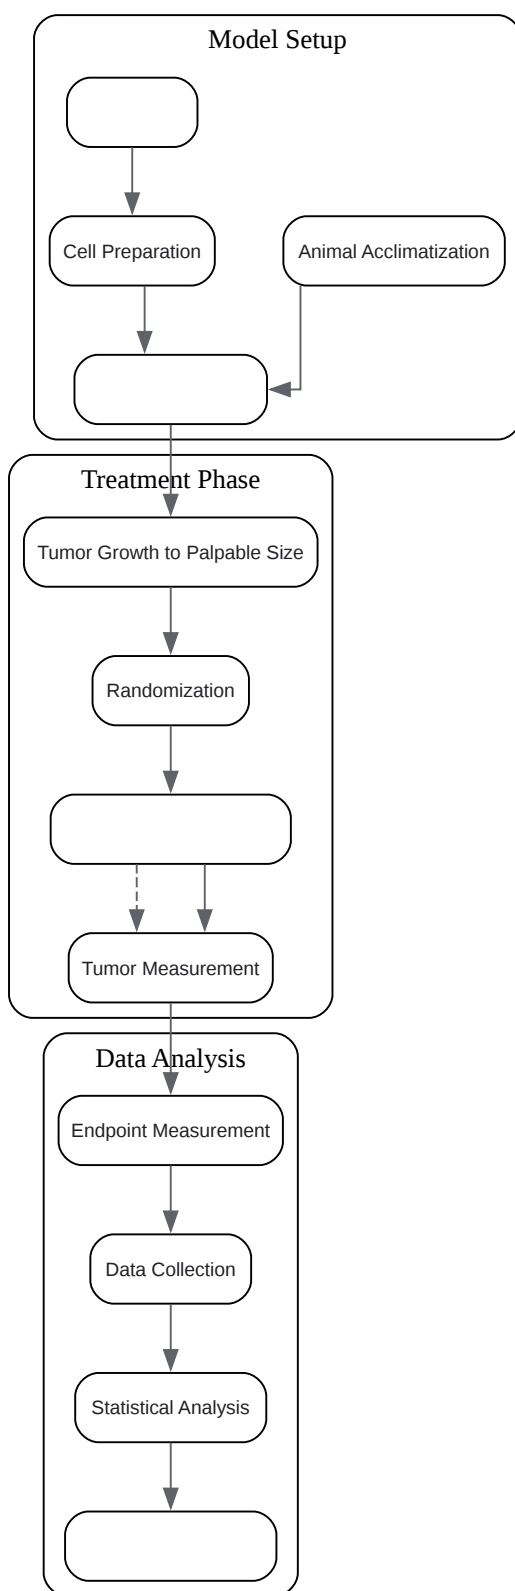 Model Setup
Cell Preparation
Animal Acclimatization
Treatment Phase
Tumor Growth to Palpable Size
Randomization
Tumor Measurement
Data Analysis
Endpoint Measurement
Data Collection
Statistical Analysis